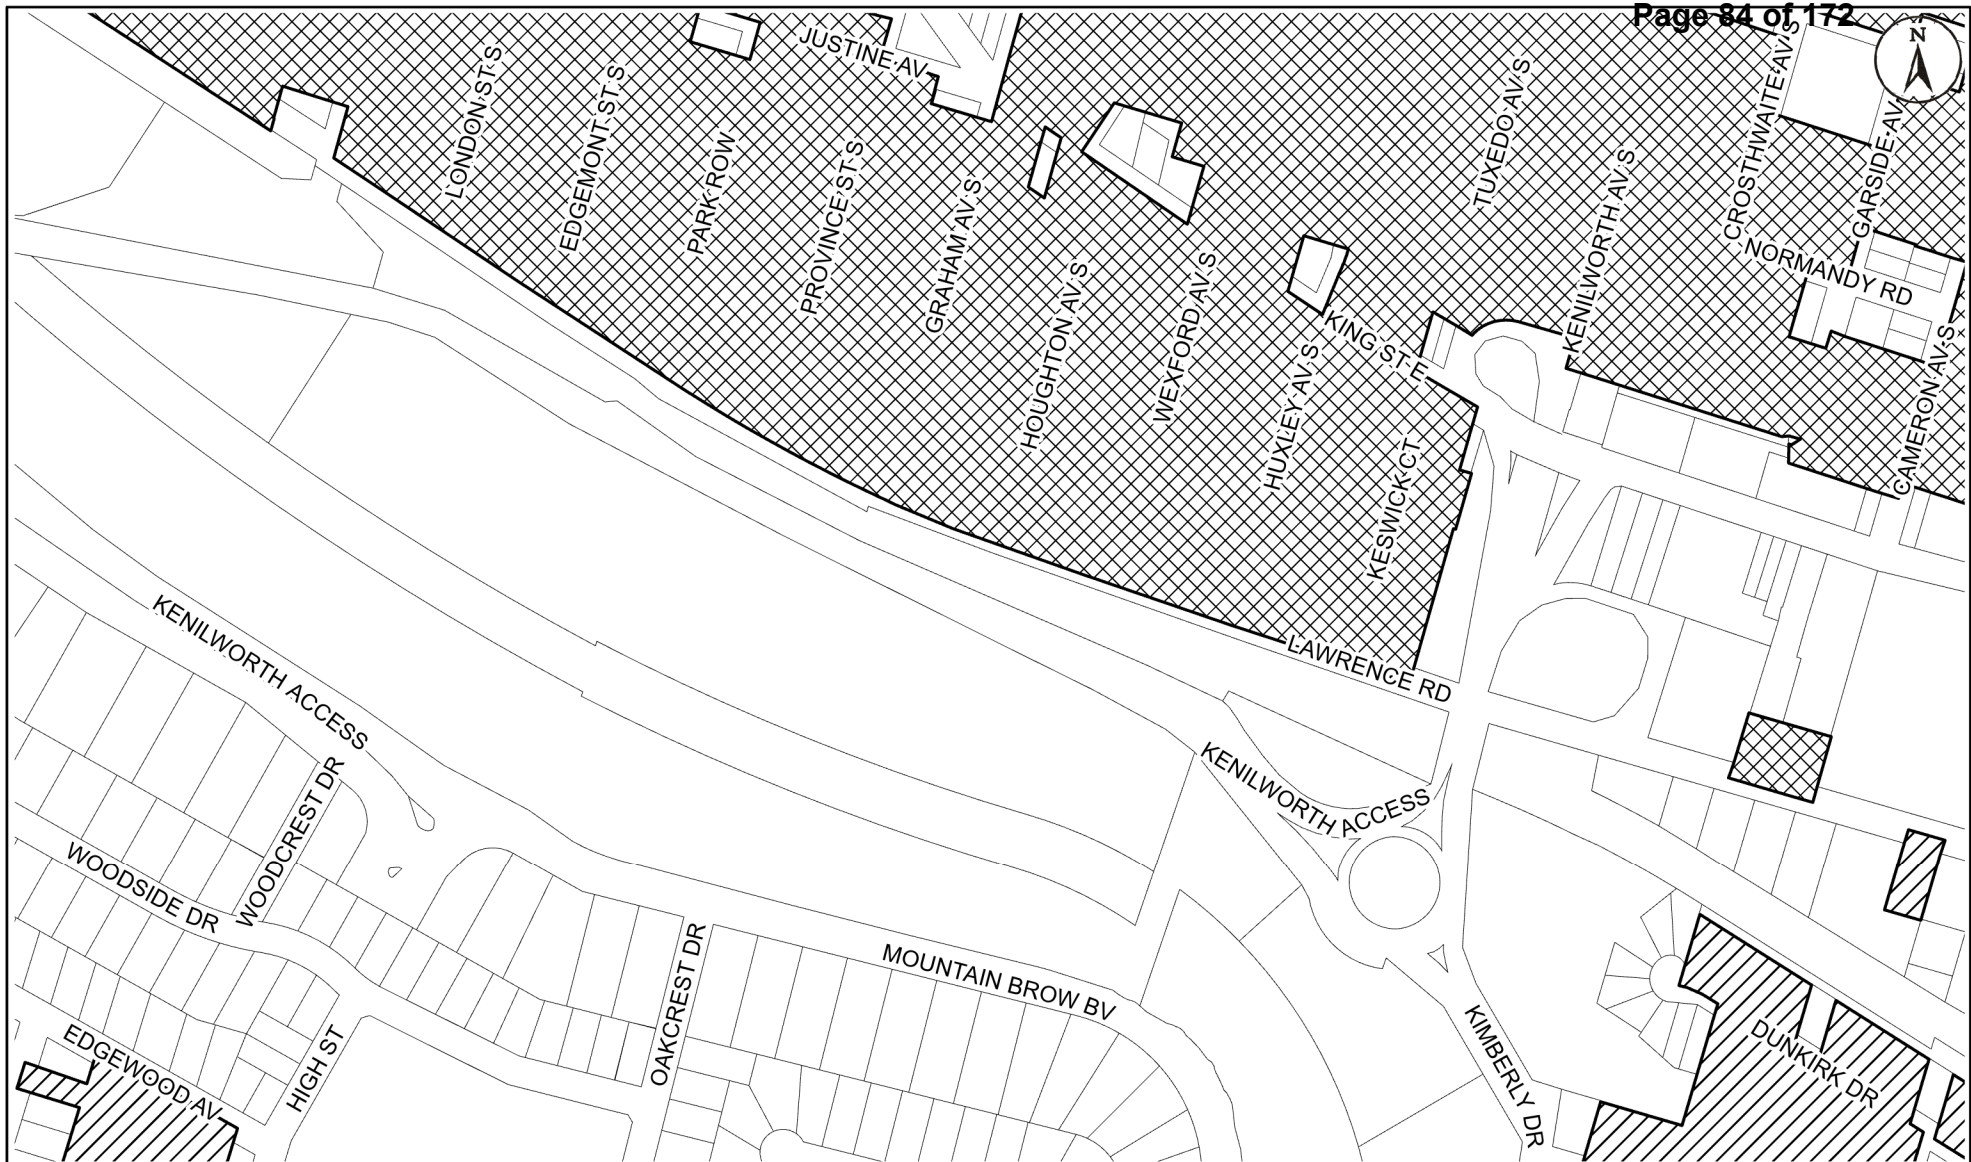 Page 84 of 172
N
JUSTINE AV
LONDON ST S
EDGEMONT ST S
PARK ROW
PROVINCE ST S
GRAHAM AV S
HOUGHTON AV S
WEXFORD AV S
HUXLEY AV S
KING ST E
KESWICK CT
TUXEDO AV S
KENILWORTH AV S
CROSTHWAITE AV S
GARSIDE AV
NORMANDY RD
CAMERON AV S
LAWRENCE RD
KENILWORTH ACCESS
KENILWORTH ACCESS
WOODCREST DR
WOODSIDE DR
OAKCREST DR
MOUNTAIN BROW BV
EDGEWOOD AV
HIGH ST
KIMBERLY DR
DUNKIRK DR